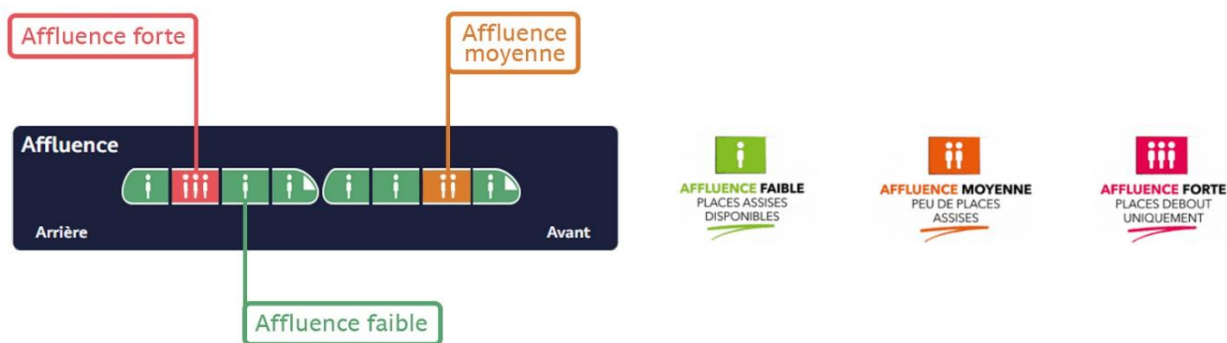 Affluence forte
Affluence
moyenne
Affluence
Arrière
Avant
Affluence faible
AFFLUENCE FAIBLE
PLACES ASSISES
DISPONIBLES
AFFLUENCE MOYENNE
PEU DE PLACES
ASSISES
AFFLUENCE FORTE
PLACES DEBOUT
UNIQUEMENT